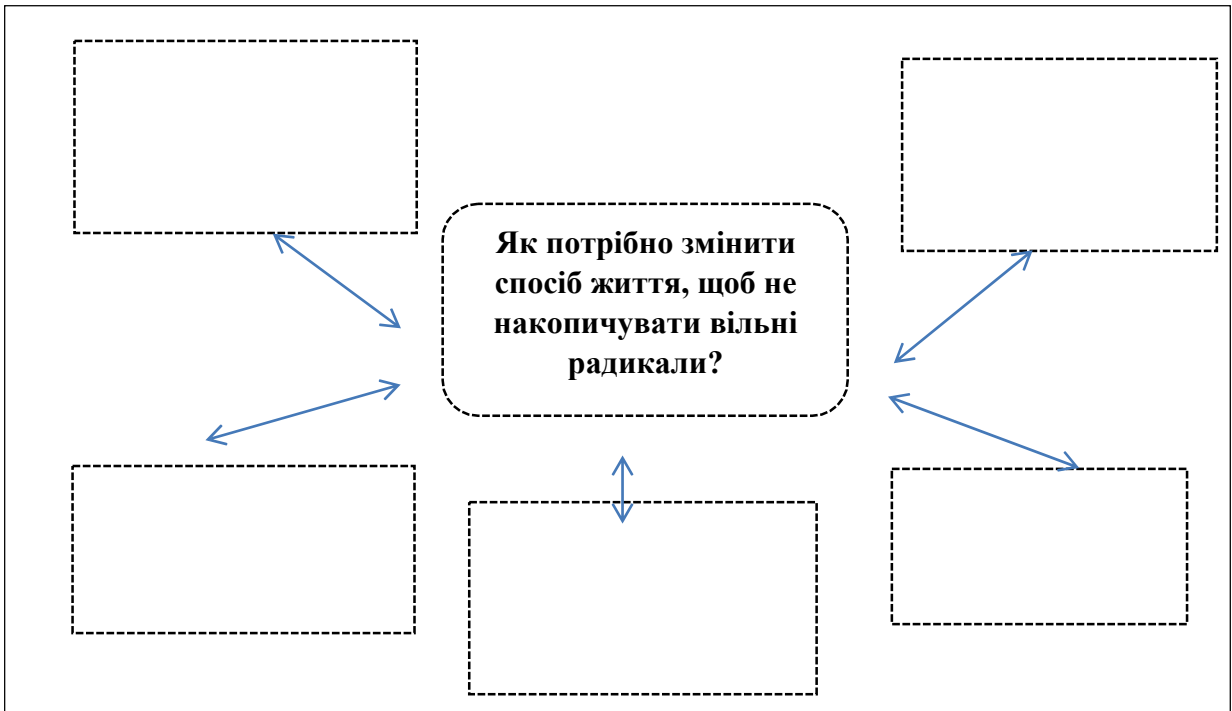 Як потрібно змінити
спосіб життя, щоб не
накопичувати вільні
радикали?